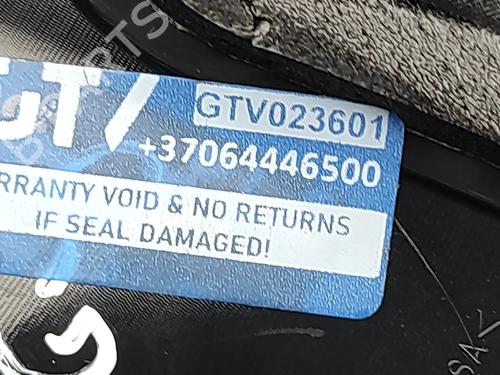 GTV023601
+37064446500
RRANTY VOID & NO RETURNS
IF SEAL DAMAGED!